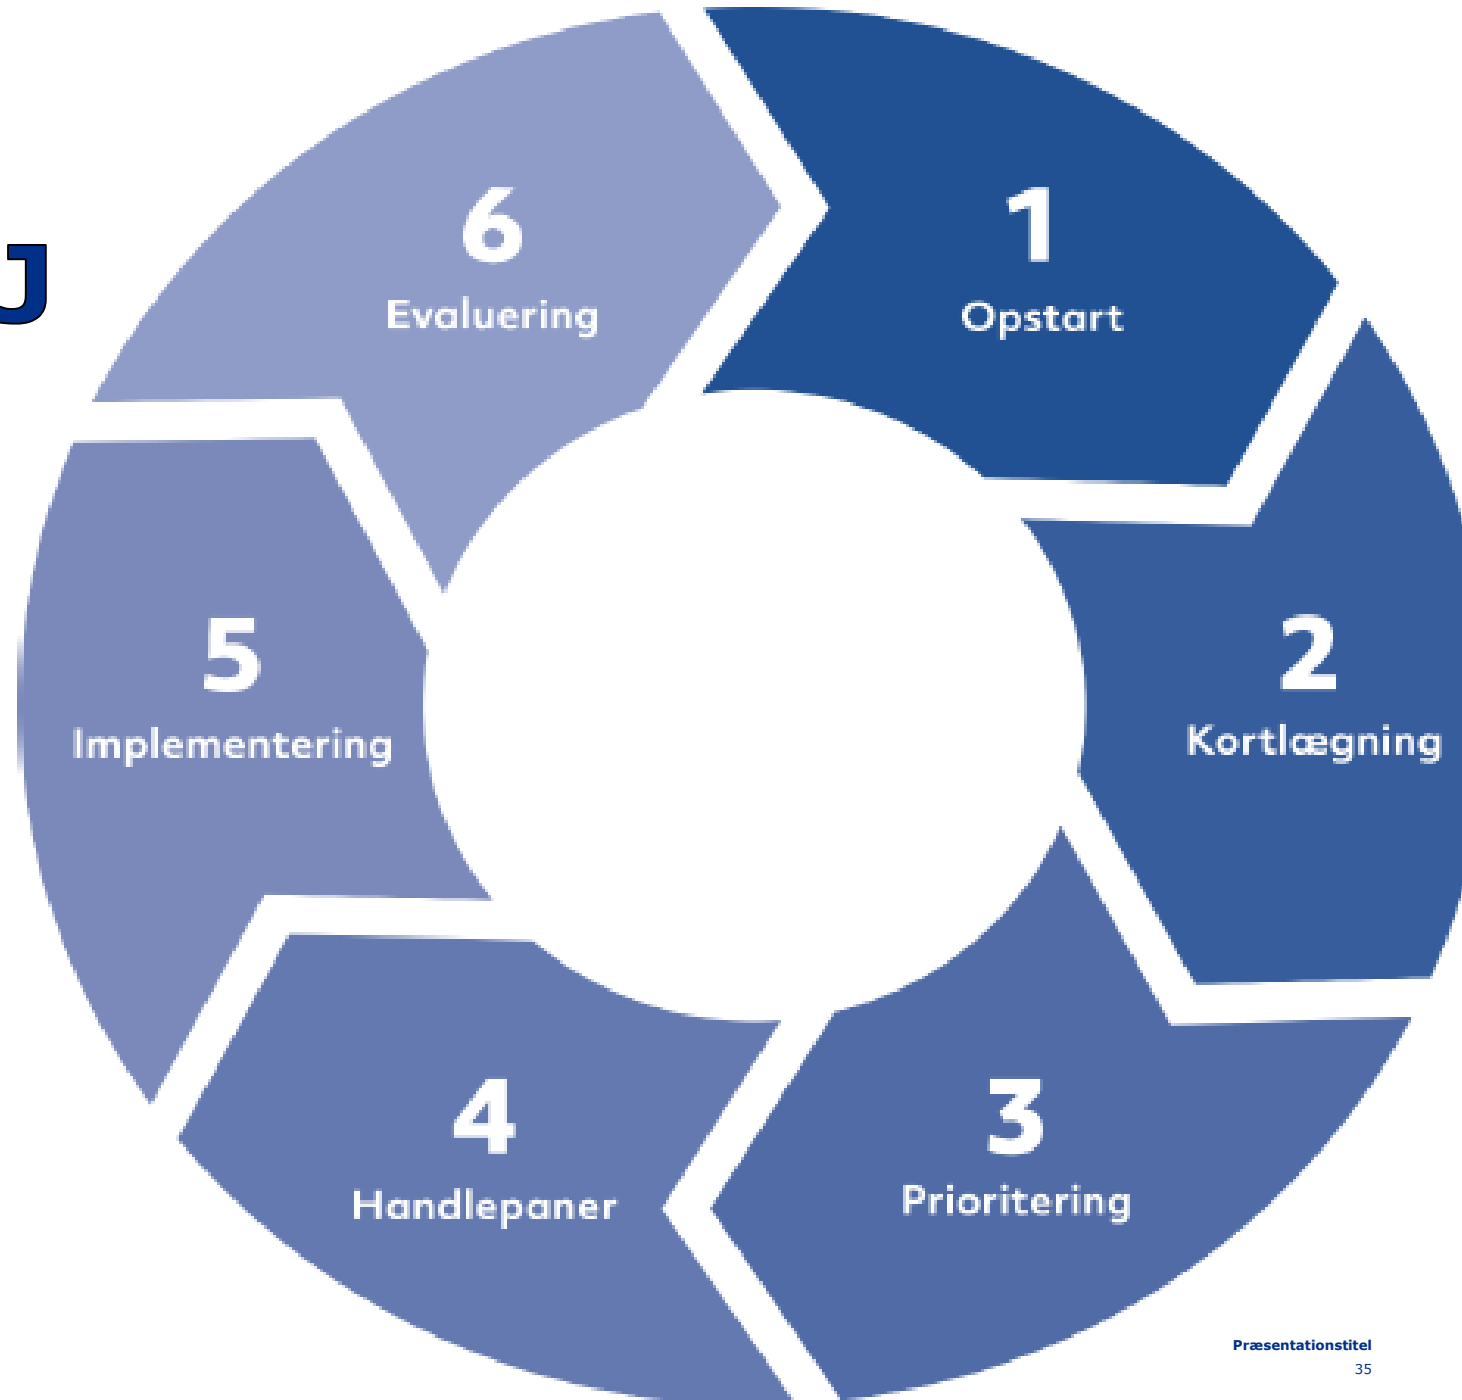 J
1
Opstart
2
Kortlægning
3
Prioritering
4
Handlepaner
5
Implementering
6
Evaluering
Præsentationstitel
35